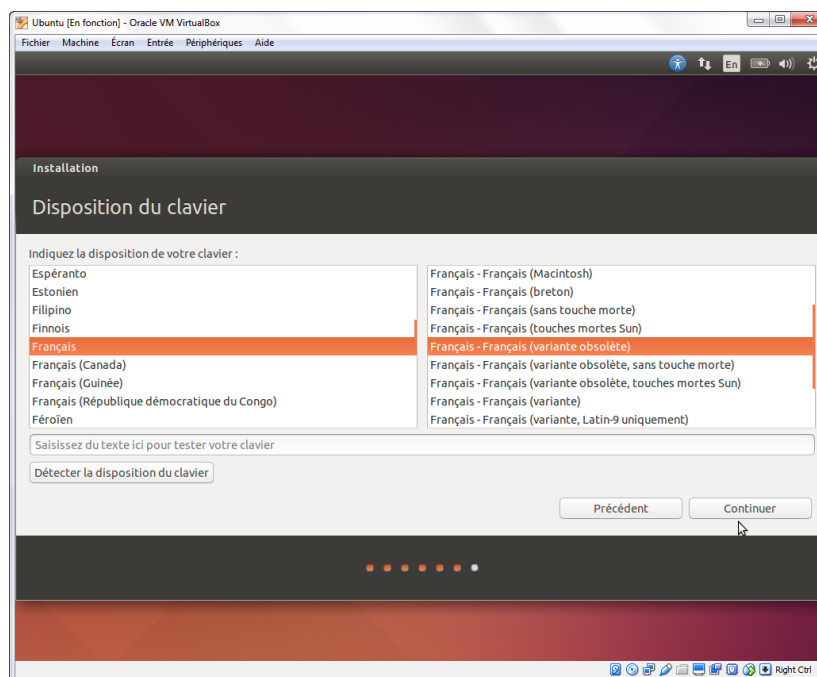 Ubuntu [En fonction] - Oracle VM VirtualBox
Fichier Machine Écran Entrée Périphériques Aide
En
Installation
Disposition du clavier
Indiquez la disposition de votre clavier :
Espéranto
Estonien
Filipino
Finnois
Français
Français (Canada)
Français (Guinée)
Français (République démocratique du Congo)
Féroïen
Français - Français (Macintosh)
Français - Français (breton)
Français - Français (sans touche morte)
Français - Français (touches mortes Sun)
Français - Français (variante obsolète)
Français - Français (variante obsolète, sans touche morte)
Français - Français (variante obsolète, touches mortes Sun)
Français - Français (variante)
Français - Français (variante, Latin-9 uniquement)
Saisissez du texte ici pour tester votre clavier
Détecter la disposition du clavier
Précédent Continuer
Right Ctrl